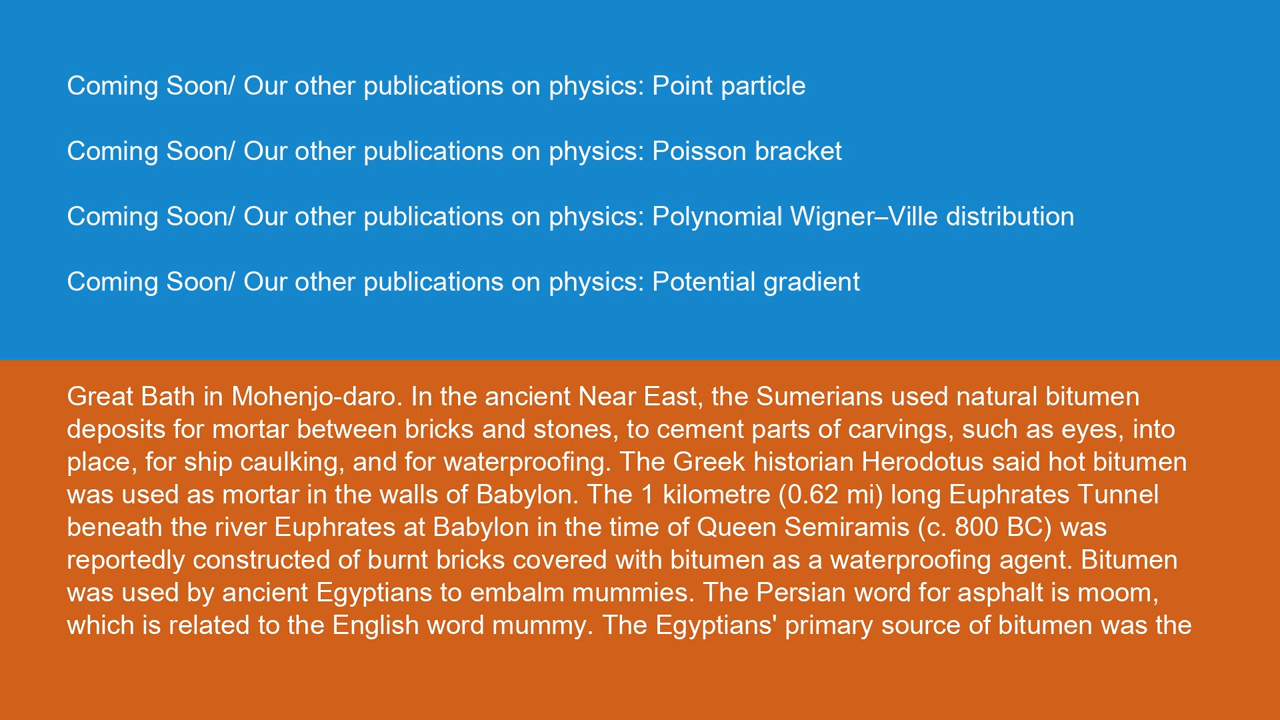 Coming Soon/ Our other publications on physics: Point particle
Coming Soon/ Our other publications on physics: Poisson bracket
Coming Soon/ Our other publications on physics: Polynomial Wigner–Ville distribution
Coming Soon/ Our other publications on physics: Potential gradient
Great Bath in Mohenjo-daro. In the ancient Near East, the Sumerians used natural bitumen
deposits for mortar between bricks and stones, to cement parts of carvings, such as eyes, into
place, for ship caulking, and for waterproofing. The Greek historian Herodotus said hot bitumen
was used as mortar in the walls of Babylon. The 1 kilometre (0.62 mi) long Euphrates Tunnel
beneath the river Euphrates at Babylon in the time of Queen Semiramis (c. 800 BC) was
reportedly constructed of burnt bricks covered with bitumen as a waterproofing agent. Bitumen
was used by ancient Egyptians to embalm mummies. The Persian word for asphalt is moom,
which is related to the English word mummy. The Egyptians' primary source of bitumen was the